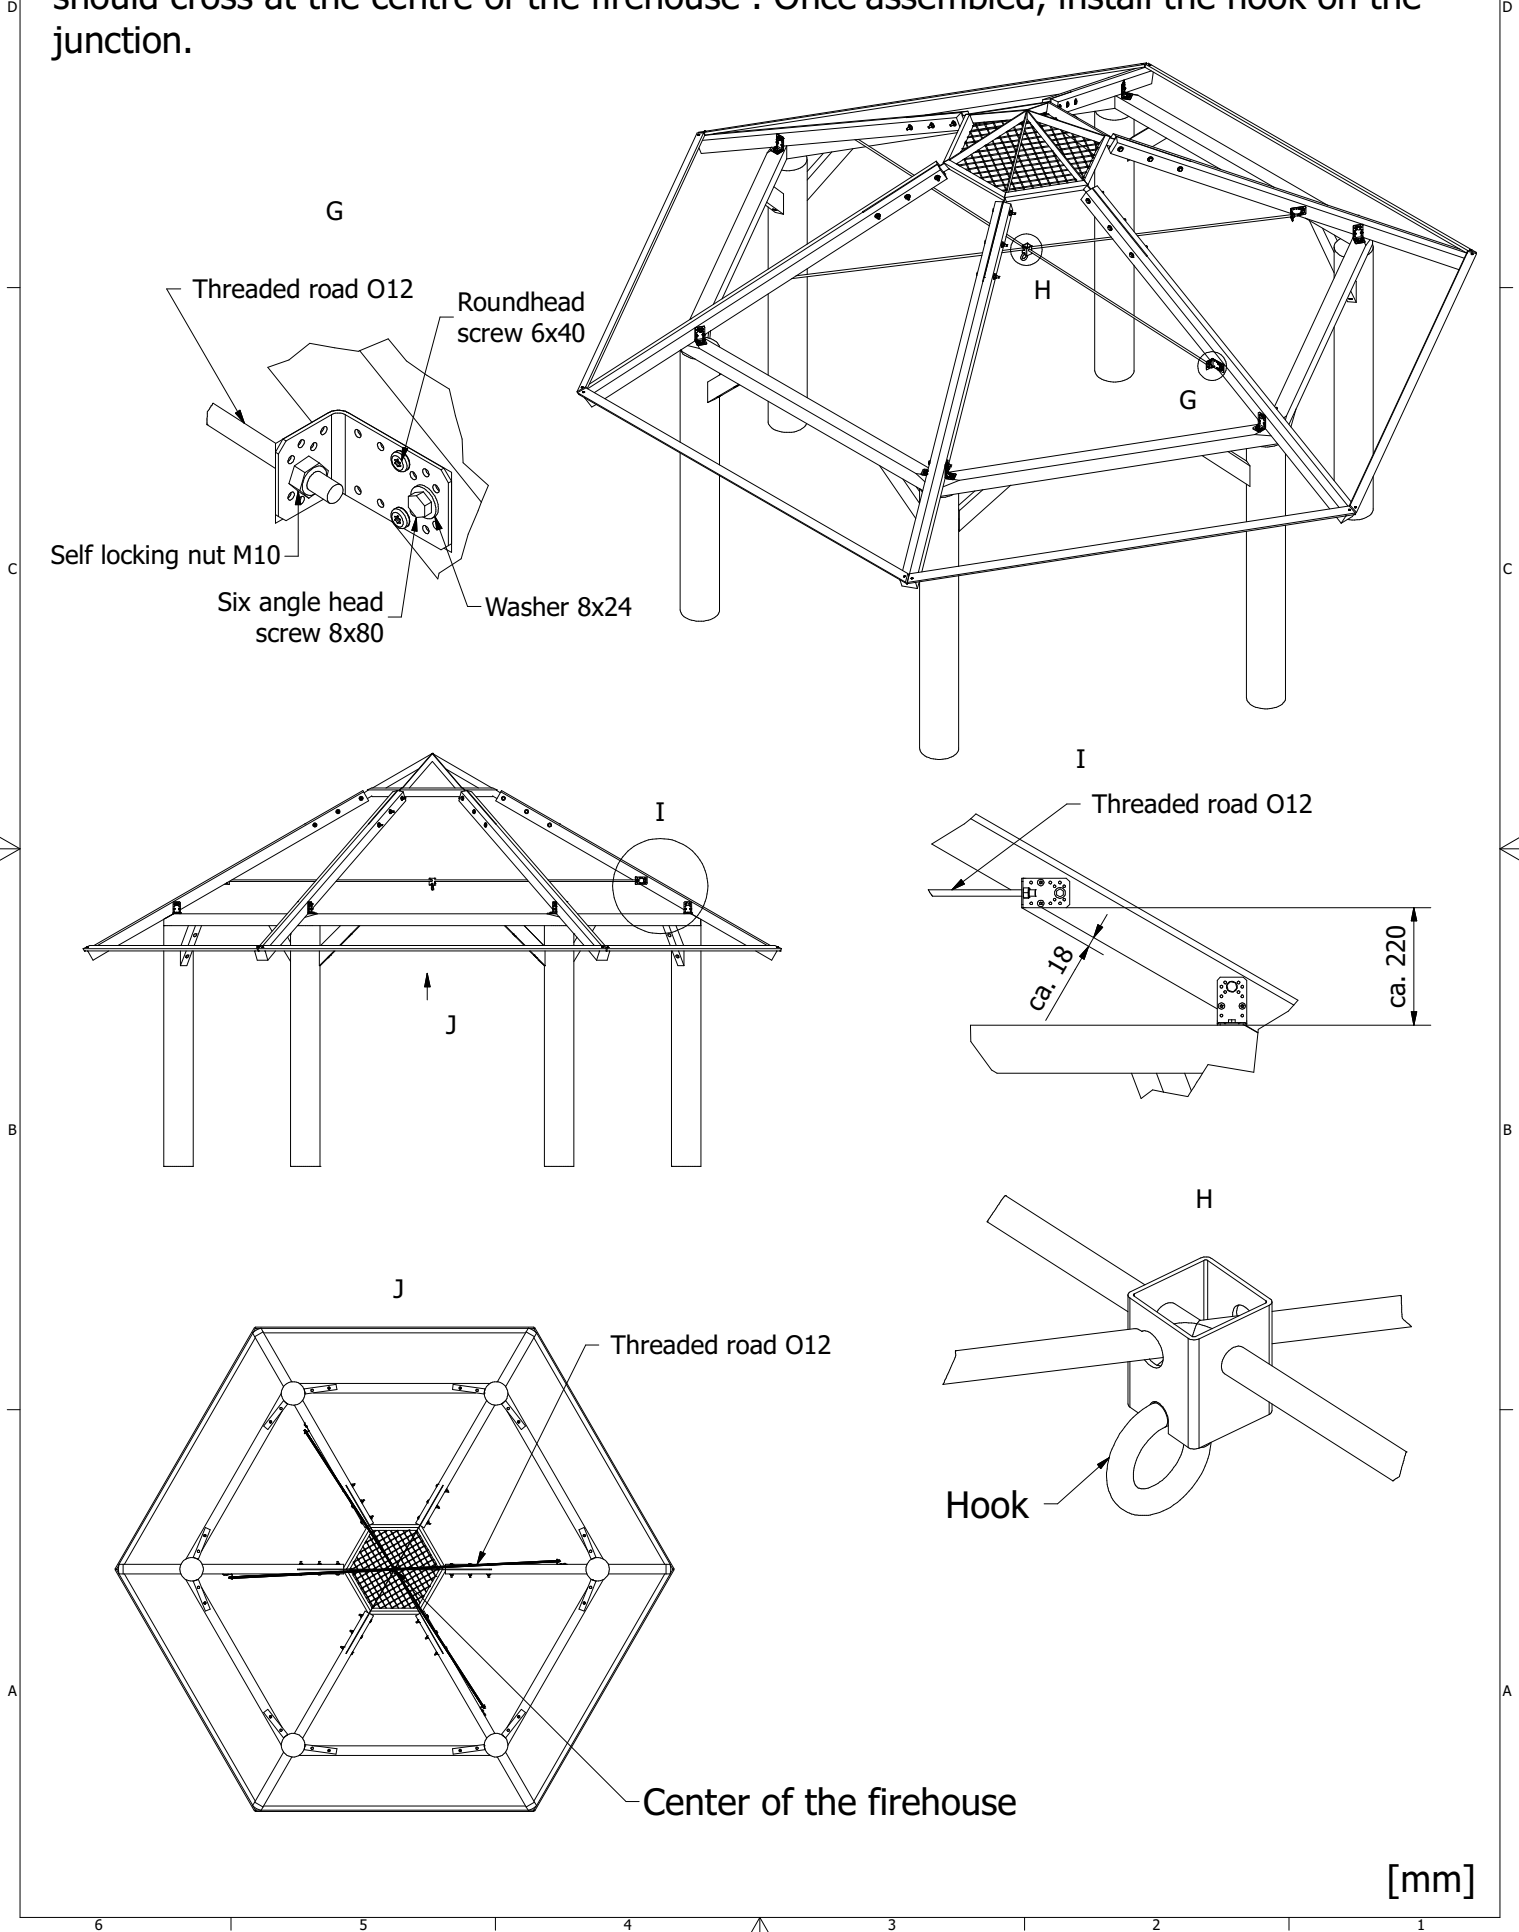 D
D
should cross at the centre of the firehouse . Once assembled, install the hook on the
junction.
G
Threaded road O12
Roundhead
screw 6x40
H
G
Self locking nut M10
C
C
Six angle head
screw 8x80
Washer 8x24
I
I
Threaded road O12
ca. 18
ca. 220
J
B
B
H
J
Threaded road O12
Hook
A
A
Center of the firehouse
[mm]
6
5
4
3
2
1